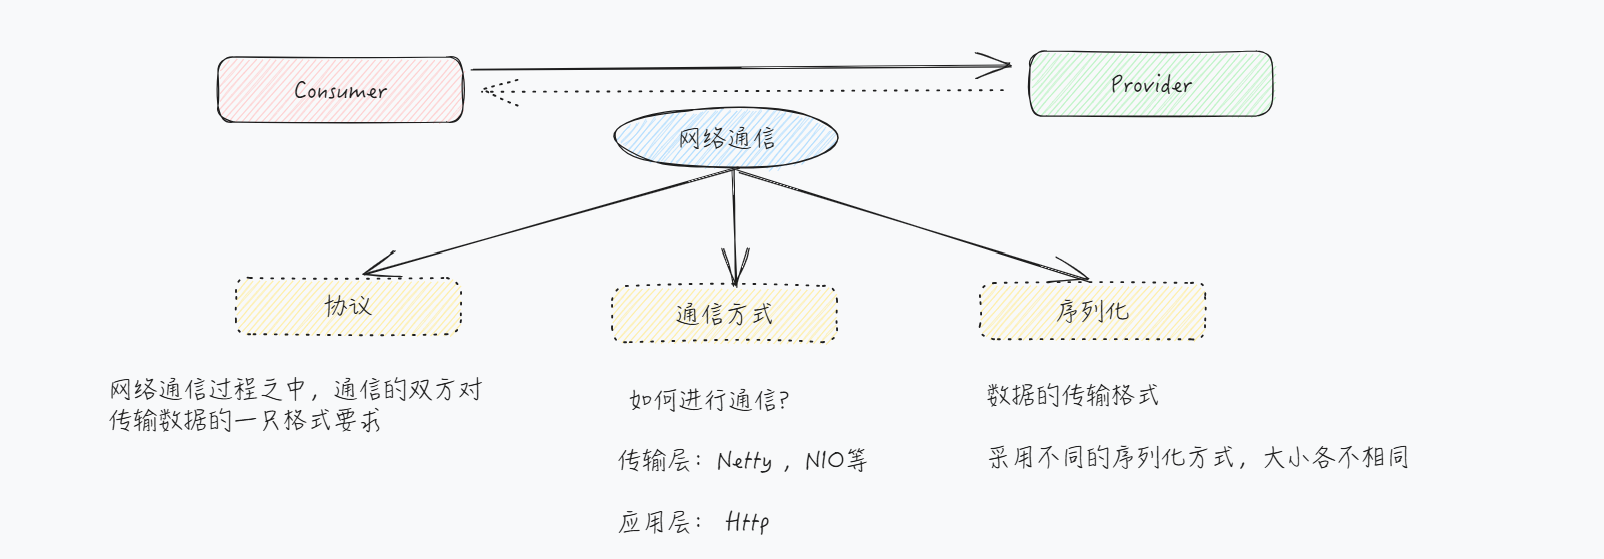 Consumer
Provider
网络通信
协议
通信方式
序列化
网络通信过程之中，通信的双方对
传输数据的一只格式要求
如何进行通信？
传输层：Netty ，NIO等
应用层： Http
数据的传输格式
采用不同的序列化方式，大小各不相同